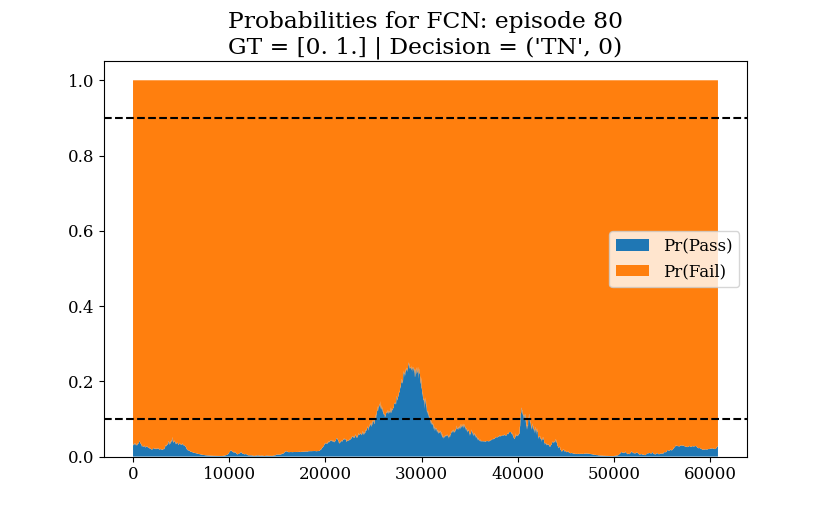 Probabilities for FCN: episode 80
GT = [0. 1.] | Decision = ('TN', 0)
1.0
0.8
0.6
0.4
0.2
0.0
Pr(Pass)
Pr(Fail)
0 10000 20000 30000 40000 50000 60000